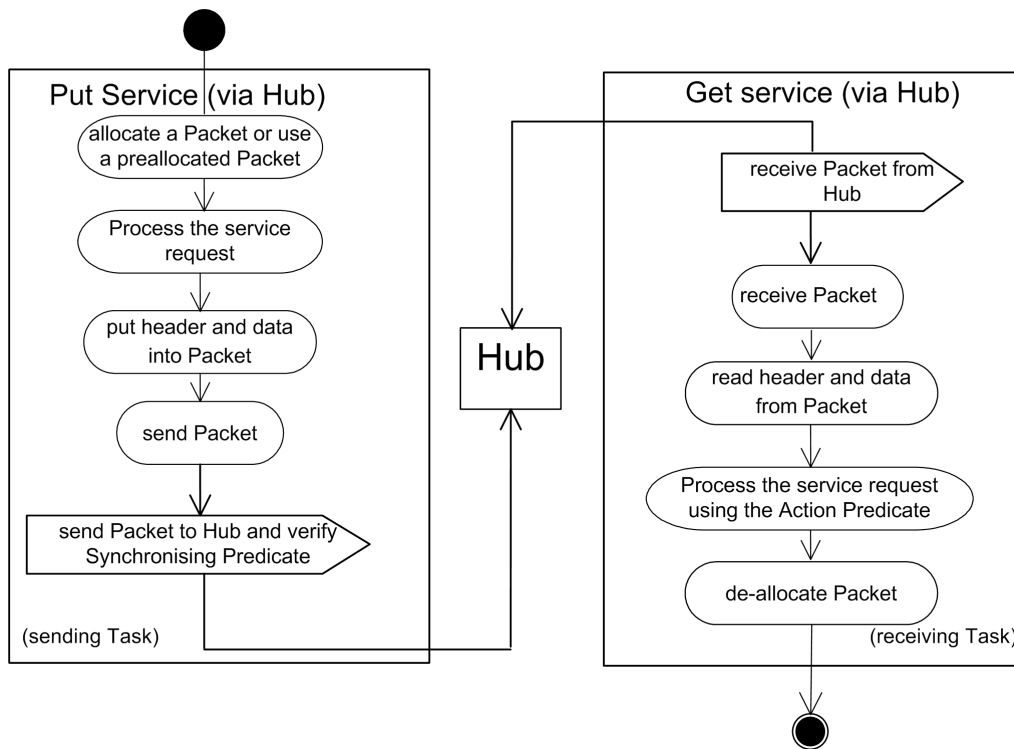 Put Service (via Hub)
allocate a Packet or use
a preallocated Packet
Process the service
request
put header and data
into Packet
send Packet
send Packet to Hub and verify
Synchronising Predicate
(sending Task)
Hub
Get service (via Hub)
receive Packet from
Hub
receive Packet
read header and data
from Packet
Process the service request
using the Action Predicate
de-allocate Packet
(receiving Task)